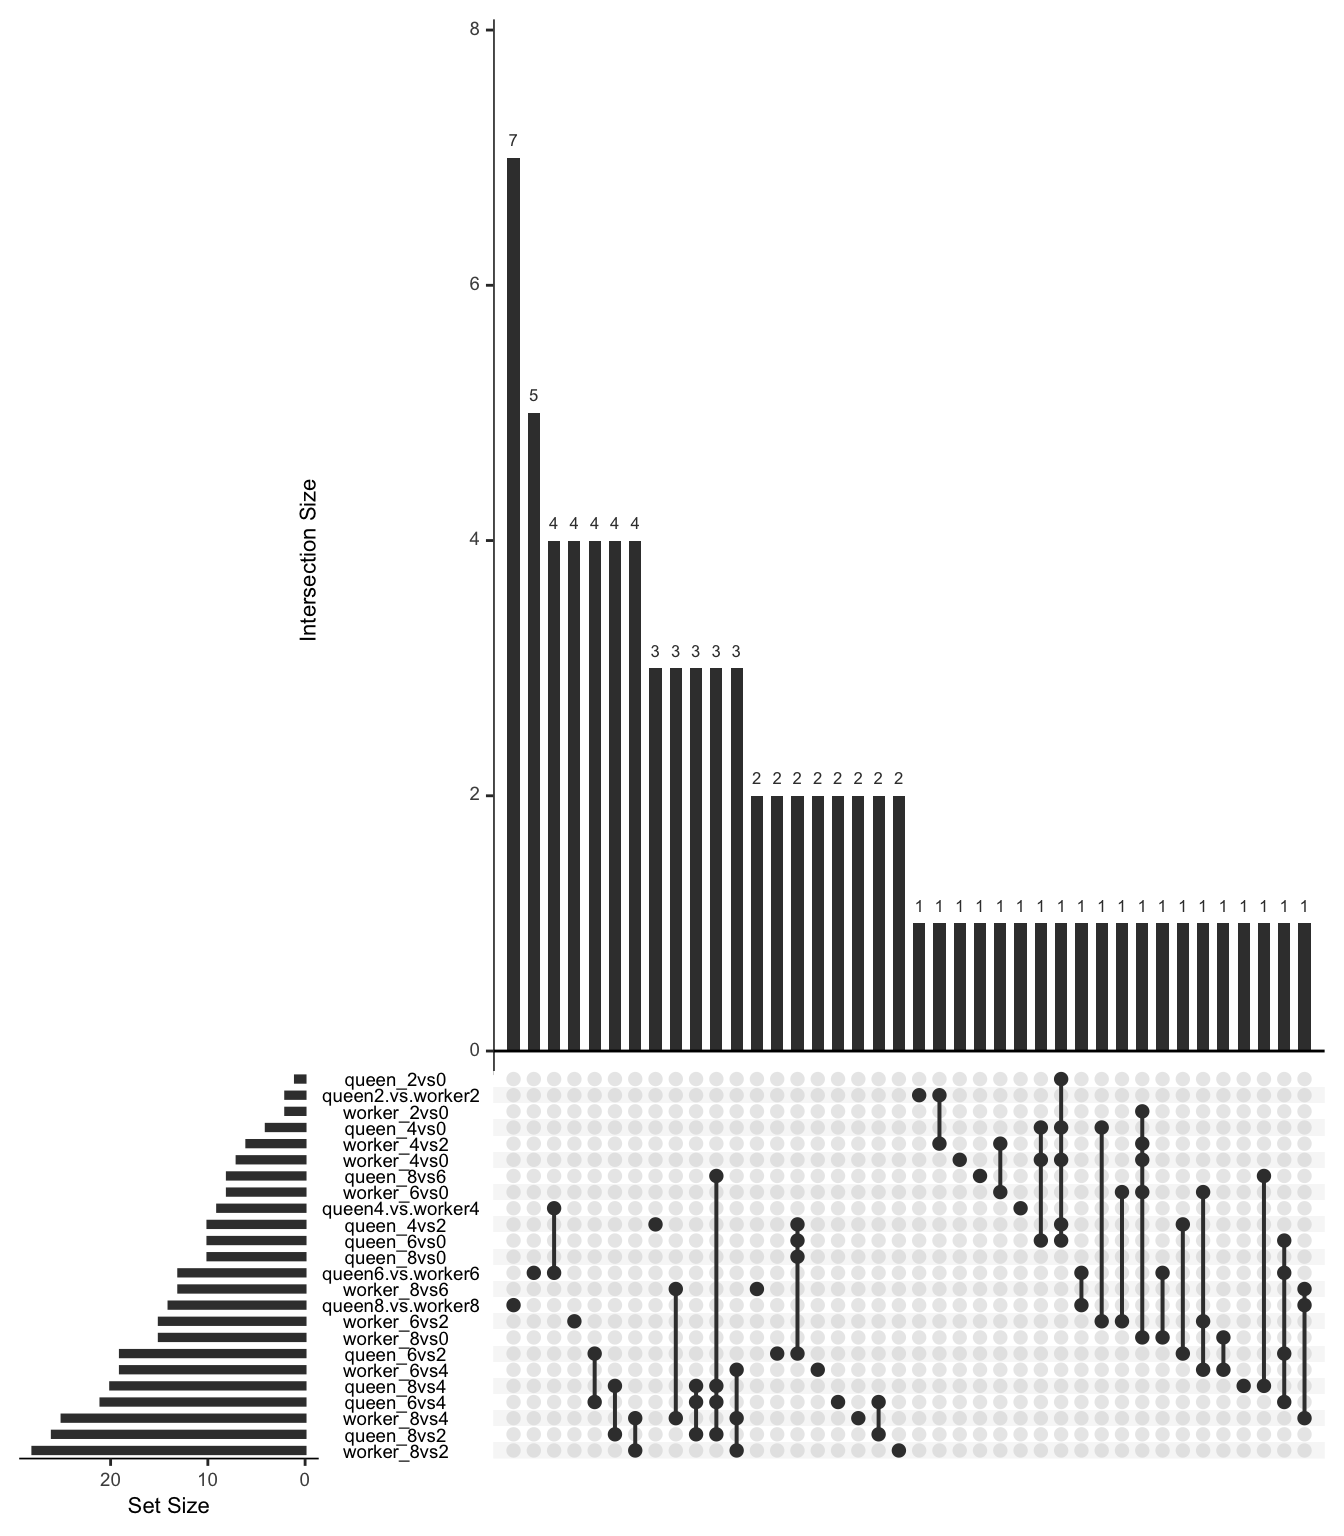 8
7
6
5
Intersection Size
4 4 4 4 4
4
3 3 3 3 3
2 2 2 2 2 2 2 2
2
1 1 1 1 1 1 1 1 1 1 1 1 1 1 1 1 1 1 1 1
0
queen_2vs0
queen2.vs.worker2
worker_2vs0
queen_4vs0
worker_4vs2
worker_4vs0
queen_8vs6
worker_6vs0
queen4.vs.worker4
queen_4vs2
queen_6vs0
queen_8vs0
queen6.vs.worker6
worker_8vs6
queen8.vs.worker8
worker_6vs2
worker_8vs0
queen_6vs2
worker_6vs4
queen_8vs4
queen_6vs4
worker_8vs4
queen_8vs2
worker_8vs2
20 10 0
Set Size